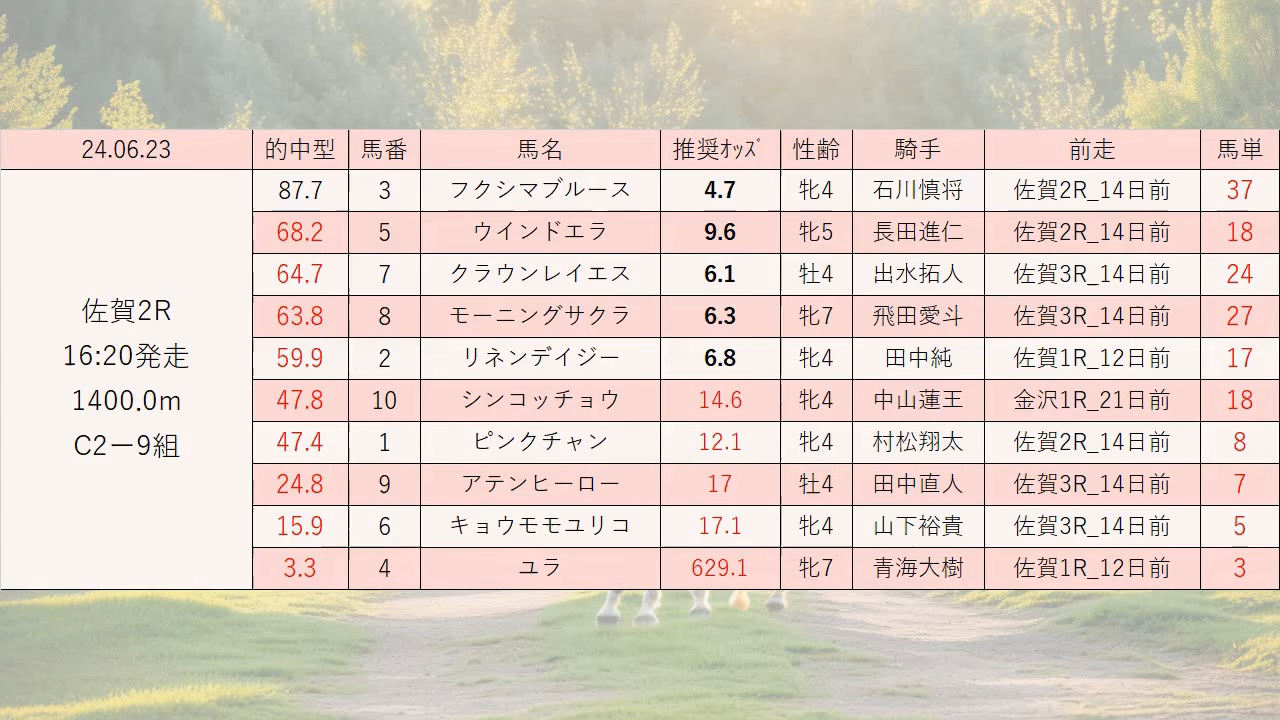 24.06.23 的中型 馬番 馬名 推奨ｵｯｽﾞ 性齢 騎手 前走 馬単
87.7 3 フクシマブルース 4.7 牝4 石川慎将 佐賀2R_14日前 37
68.2 5 ウインドエラ 9.6 牝5 長田進仁 佐賀2R_14日前 18
64.7 7 クラウンレイエス 6.1 牡4 出水拓人 佐賀3R_14日前 24
63.8 8 モーニングサクラ 6.3 牝7 飛田愛斗 佐賀3R_14日前 27
59.9 2 リネンデイジー 6.8 牝4 田中純 佐賀1R_12日前 17
47.8 10 シンコッチョウ 14.6 牝4 中山蓮王 金沢1R_21日前 18
47.4 1 ピンクチャン 12.1 牝4 村松翔太 佐賀2R_14日前 8
24.8 9 アテンヒーロー 17 牡4 田中直人 佐賀3R_14日前 7
15.9 6 キョウモモユリコ 17.1 牝4 山下裕貴 佐賀3R_14日前 5
3.3 4 ユラ 629.1 牝7 青海大樹 佐賀1R_12日前 3
佐賀2R
16:20発走
1400.0m
C2ー9組